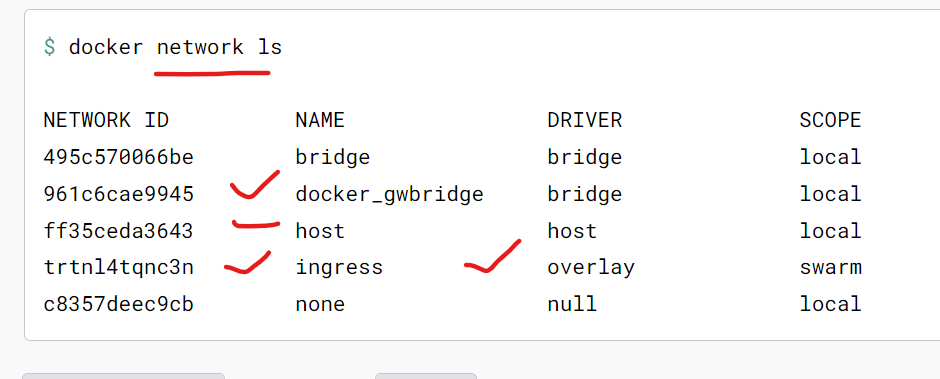 $ docker network ls
NETWORK ID NAME DRIVER SCOPE
495c570066be bridge bridge local
961c6cae9945 docker_gwbridge bridge local
ff35ceda3643 host host local
trtnl4tqnc3n ingress overlay swarm
c8357deec9cb none null local